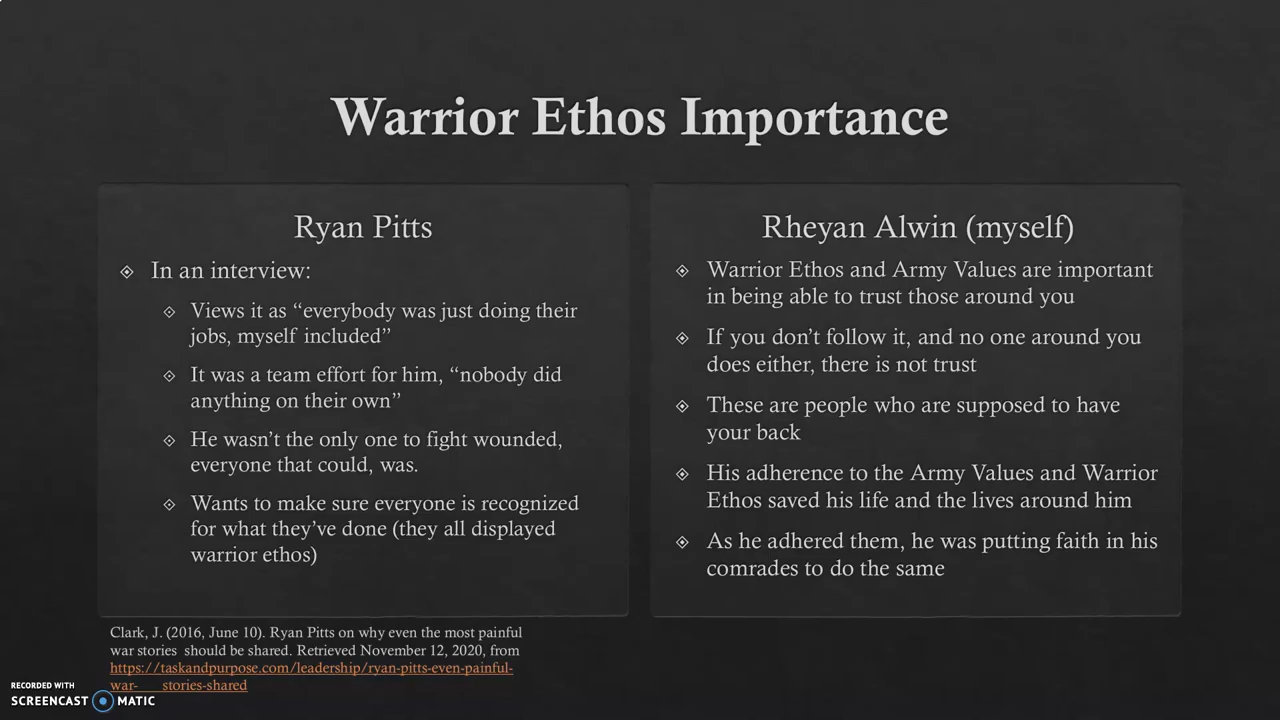 Warrior Ethos Importance
Ryan Pitts
In an interview:
Views it as “everybody was just doing their
jobs, myself included”
It was a team effort for him, “nobody did
anything on their own”
He wasn’t the only one to fight wounded,
everyone that could, was.
Wants to make sure everyone is recognized
for what they’ve done (they all displayed
warrior ethos)
Rheyan Alwin (myself)
Warrior Ethos and Army Values are important
in being able to trust those around you
If you don’t follow it, and no one around you
does either, there is not trust
These are people who are supposed to have
your back
His adherence to the Army Values and Warrior
Ethos saved his life and the lives around him
As he adhered them, he was putting faith in his
comrades to do the same
Clark, J. (2016, June 10). Ryan Pitts on why even the most painful
war stories should be shared. Retrieved November 12, 2020, from
https://taskandpurpose.com/leadership/ryan-pitts-even-painful-
war- stories-shared
RECORDED WITH
SCREENCAST MATIC